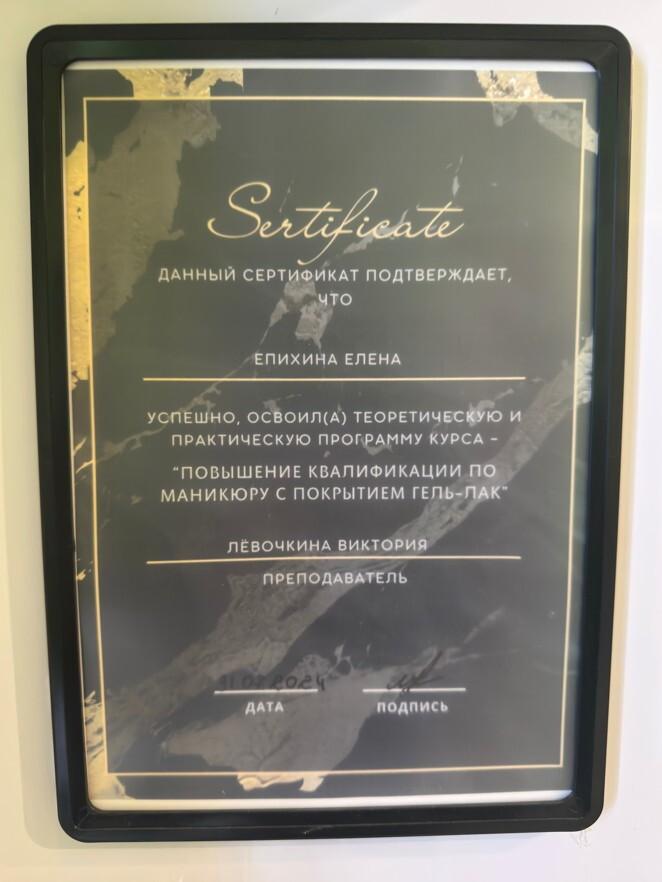 Sertificate
ДАННЫЙ СЕРТИФИКАТ ПОДТВЕРЖДАЕТ,
ЧТО
ЕПИХИНА ЕЛЕНА
УСПЕШНО, ОСВОИЛ(А) ТЕОРЕТИЧЕСКУЮ И
ПРАКТИЧЕСКУЮ ПРОГРАММУ КУРСА –
“ПОВЫШЕНИЕ КВАЛИФИКАЦИИ ПО
МАНИКЮРУ С ПОКРЫТИЕМ ГЕЛЬ-ЛАК”
ЛЁВОЧКИНА ВИКТОРИЯ
ПРЕПОДАВАТЕЛЬ
ДАТА ПОДПИСЬ